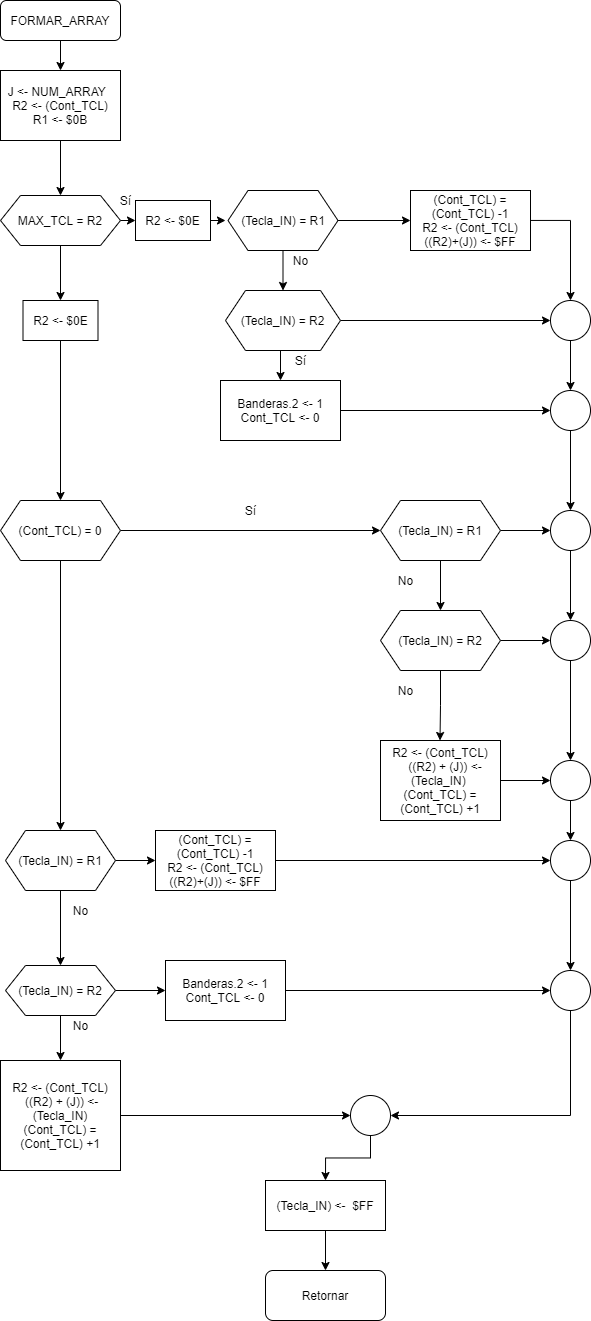 FORMAR_ARRAY
J <- NUM_ARRAY
R2 <- (Cont_TCL)
R1 <- $0B
MAX_TCL = R2
Sí
R2 <- $0E
(Tecla_IN) = R1
(Cont_TCL) =
(Cont_TCL) -1
R2 <- (Cont_TCL)
((R2)+(J)) <- $FF
No
R2 <- $0E
(Tecla_IN) = R2
Sí
Banderas.2 <- 1
Cont_TCL <- 0
(Cont_TCL) = 0
Sí
(Tecla_IN) = R1
No
(Tecla_IN) = R2
No
R2 <- (Cont_TCL)
((R2) + (J)) <-
(Tecla_IN)
(Cont_TCL) =
(Cont_TCL) +1
(Tecla_IN) = R1
(Cont_TCL) =
(Cont_TCL) -1
R2 <- (Cont_TCL)
((R2)+(J)) <- $FF
No
(Tecla_IN) = R2
Banderas.2 <- 1
Cont_TCL <- 0
No
R2 <- (Cont_TCL)
((R2) + (J)) <-
(Tecla_IN)
(Cont_TCL) =
(Cont_TCL) +1
(Tecla_IN) <- $FF
Retornar